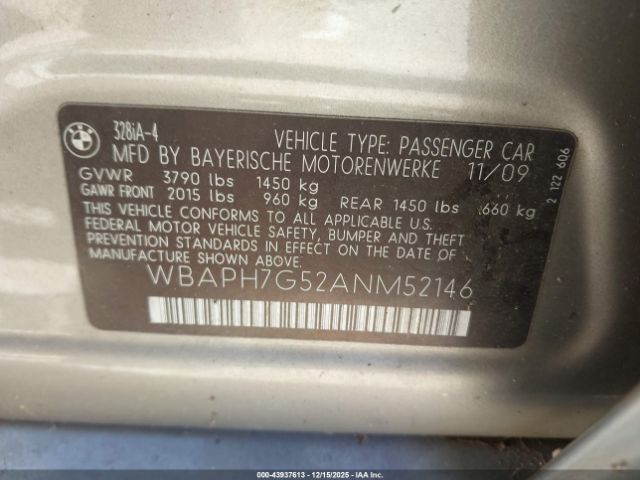 BMW
328iA-4
VEHICLE TYPE: PASSENGER CAR
MFD BY BAYERISCHE MOTORENWERKE 11/09
GVWR 3790 lbs 1450 kg
GAWR FRONT 2015 lbs 960 kg REAR 1450 lbs 660 kg
THIS VEHICLE CONFORMS TO ALL APPLICABLE U.S.
FEDERAL MOTOR VEHICLE SAFETY, BUMPER AND THEFT
PREVENTION STANDARDS IN EFFECT ON THE DATE OF
MANUFACTURE SHOWN ABOVE.
WBAPH7G52ANM52146
2 122 606
© - 43937613 - 12/15/2025 - IAA Inc.